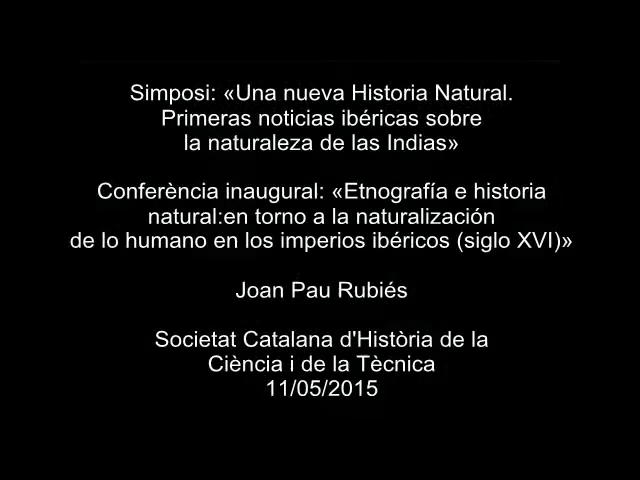 Simposi: «Una nueva Historia Natural.
Primeras noticias ibéricas sobre
la naturaleza de las Indias»
Conferència inaugural: «Etnografía e historia
natural:en torno a la naturalización
de lo humano en los imperios ibéricos (siglo XVI)»
Joan Pau Rubiés
Societat Catalana d'Història de la
Ciència i de la Tècnica
11/05/2015